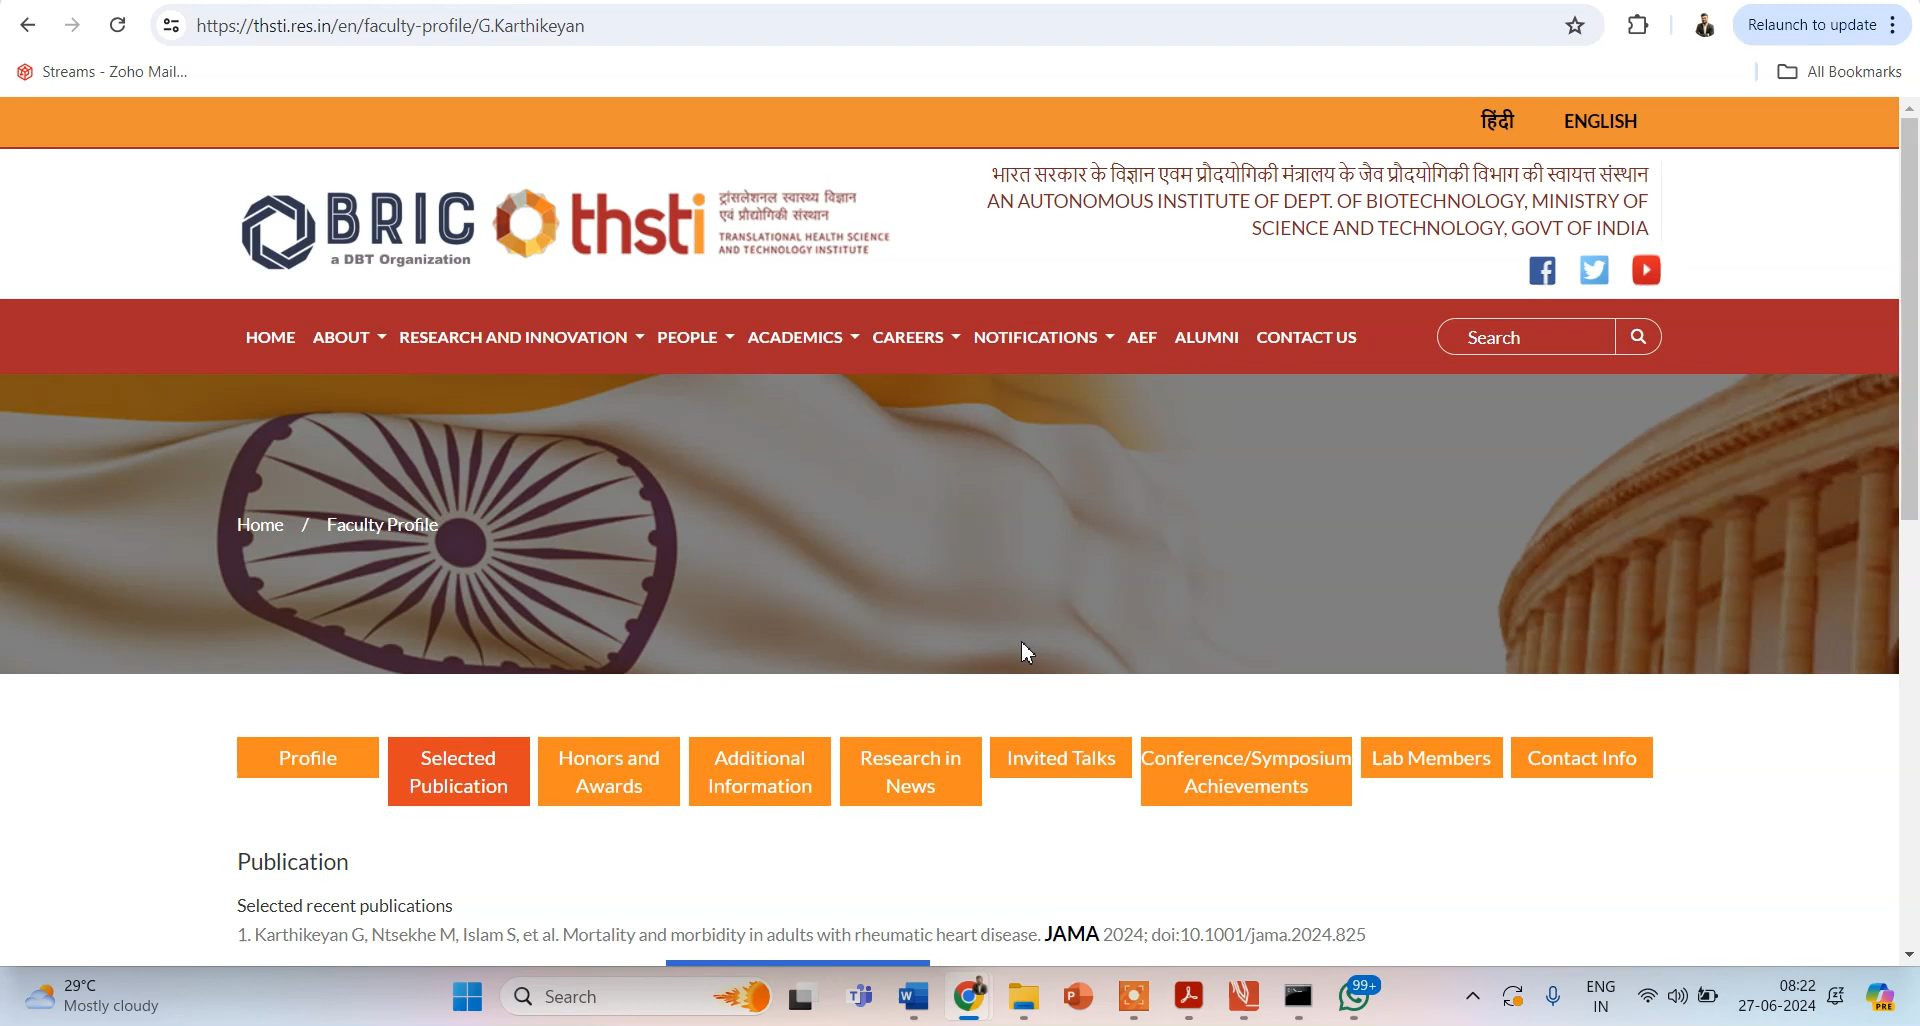 https://thsti.res.in/en/faculty-profile/G.Karthikeyan
Relaunch to update
Streams - Zoho Mail...
All Bookmarks
हिंदी ENGLISH
भारत सरकार के विज्ञान एवम प्रौदयोगिकी मंत्रालय के जैव प्रौदयोगिकी विभाग की स्वायत्त संस्थान
AN AUTONOMOUS INSTITUTE OF DEPT. OF BIOTECHNOLOGY, MINISTRY OF
SCIENCE AND TECHNOLOGY, GOVT OF INDIA
BRIC
a DBT Organization
thsti
ट्रांसलेशनल स्वास्थ्य विज्ञान
एवं प्रौद्योगिकी संस्थान
TRANSLATIONAL HEALTH SCIENCE
AND TECHNOLOGY INSTITUTE
HOME ABOUT RESEARCH AND INNOVATION PEOPLE ACADEMICS CAREERS NOTIFICATIONS AEF ALUMNI CONTACT US
Search
Home / Faculty Profile
Profile
Selected
Publication
Honors and
Awards
Additional
Information
Research in
News
Invited Talks
Conference/Symposium
Achievements
Lab Members
Contact Info
Publication
Selected recent publications
1. Karthikeyan G, Ntsekhe M, Islam S, et al. Mortality and morbidity in adults with rheumatic heart disease. JAMA 2024; doi:10.1001/jama.2024.825
29°C
Mostly cloudy
Search
99+
ENG
IN
08:22
27-06-2024
PRE